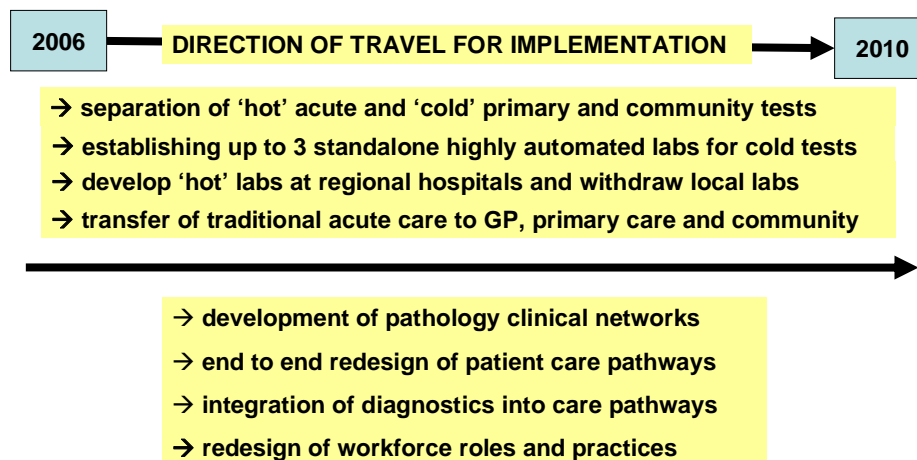 2006
DIRECTION OF TRAVEL FOR IMPLEMENTATION
2010
→ separation of ‘hot’ acute and ‘cold’ primary and community tests
→ establishing up to 3 standalone highly automated labs for cold tests
→ develop ‘hot’ labs at regional hospitals and withdraw local labs
→ transfer of traditional acute care to GP, primary care and community
→ development of pathology clinical networks
→ end to end redesign of patient care pathways
→ integration of diagnostics into care pathways
→ redesign of workforce roles and practices